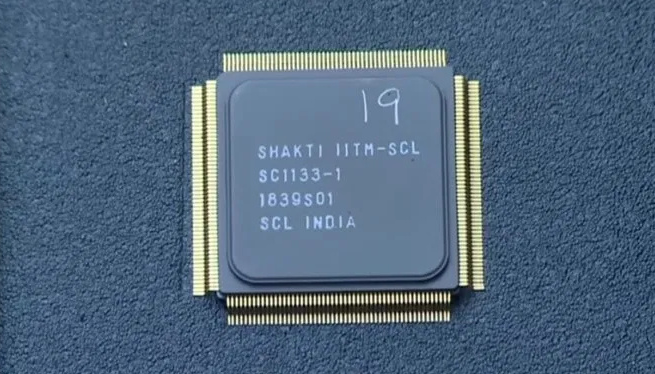 19
SHAKTI IITM-SCL
SC1133-1
1839S01
SCL INDIA